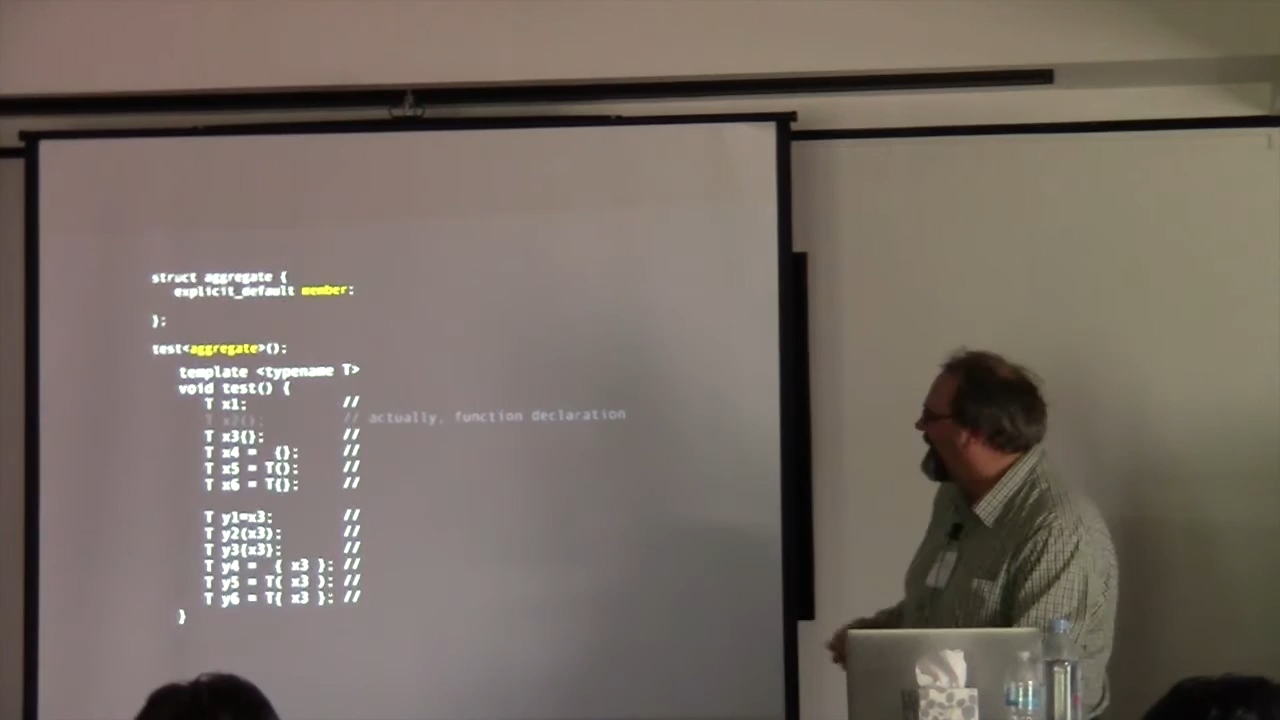 struct aggregate {
explicit_default member;
};
test<aggregate>();
template <typename T>
void test() {
T x1; //
T x2(); // actually, function declaration
T x3{}; //
T x4 = {}; //
T x5 = T(); //
T x6 = T{}; //
T y1=x3; //
T y2(x3); //
T y3{x3}; //
T y4 = { x3 }; //
T y5 = T( x3 ); //
T y6 = T{ x3 }; //
}